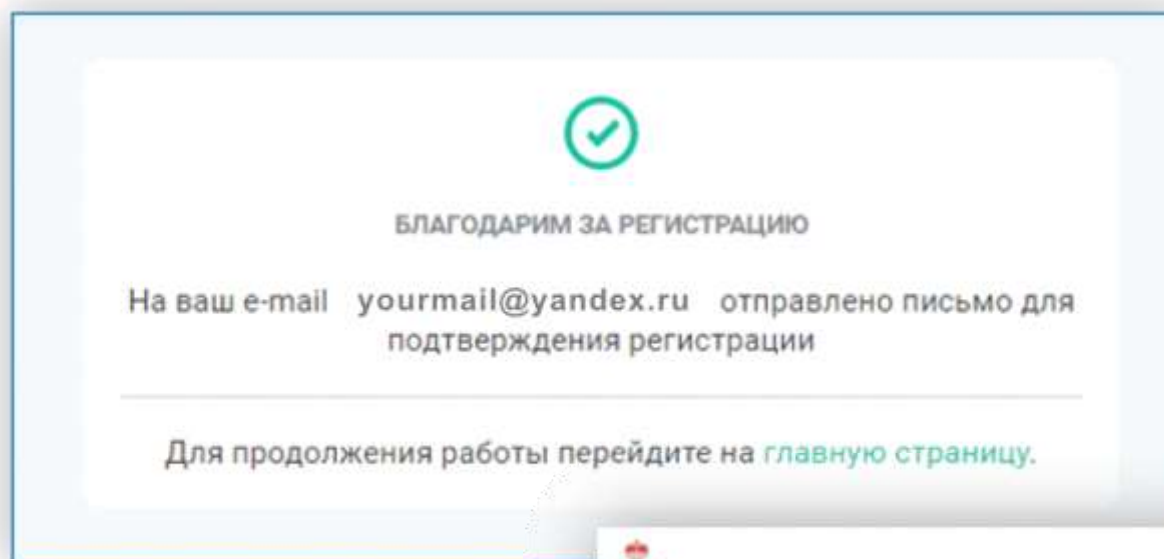 БЛАГОДАРИМ ЗА РЕГИСТРАЦИЮ
На ваш e-mail yourmail@yandex.ru отправлено письмо для
подтверждения регистрации
Для продолжения работы перейдите на главную страницу.